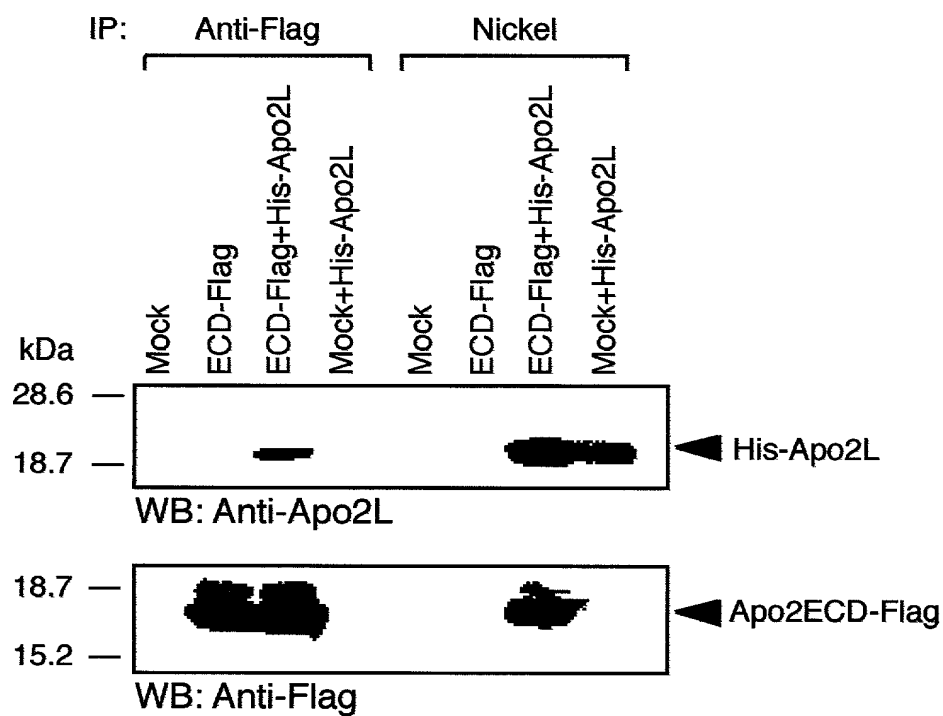 IP: Anti-Flag Nickel
Mock
ECD-Flag
ECD-Flag+His-Apo2L
Mock+His-Apo2L
Mock
ECD-Flag
ECD-Flag+His-Apo2L
Mock+His-Apo2L
kDa
28.6
18.7
His-Apo2L
WB: Anti-Apo2L
18.7
Apo2ECD-Flag
15.2
WB: Anti-Flag